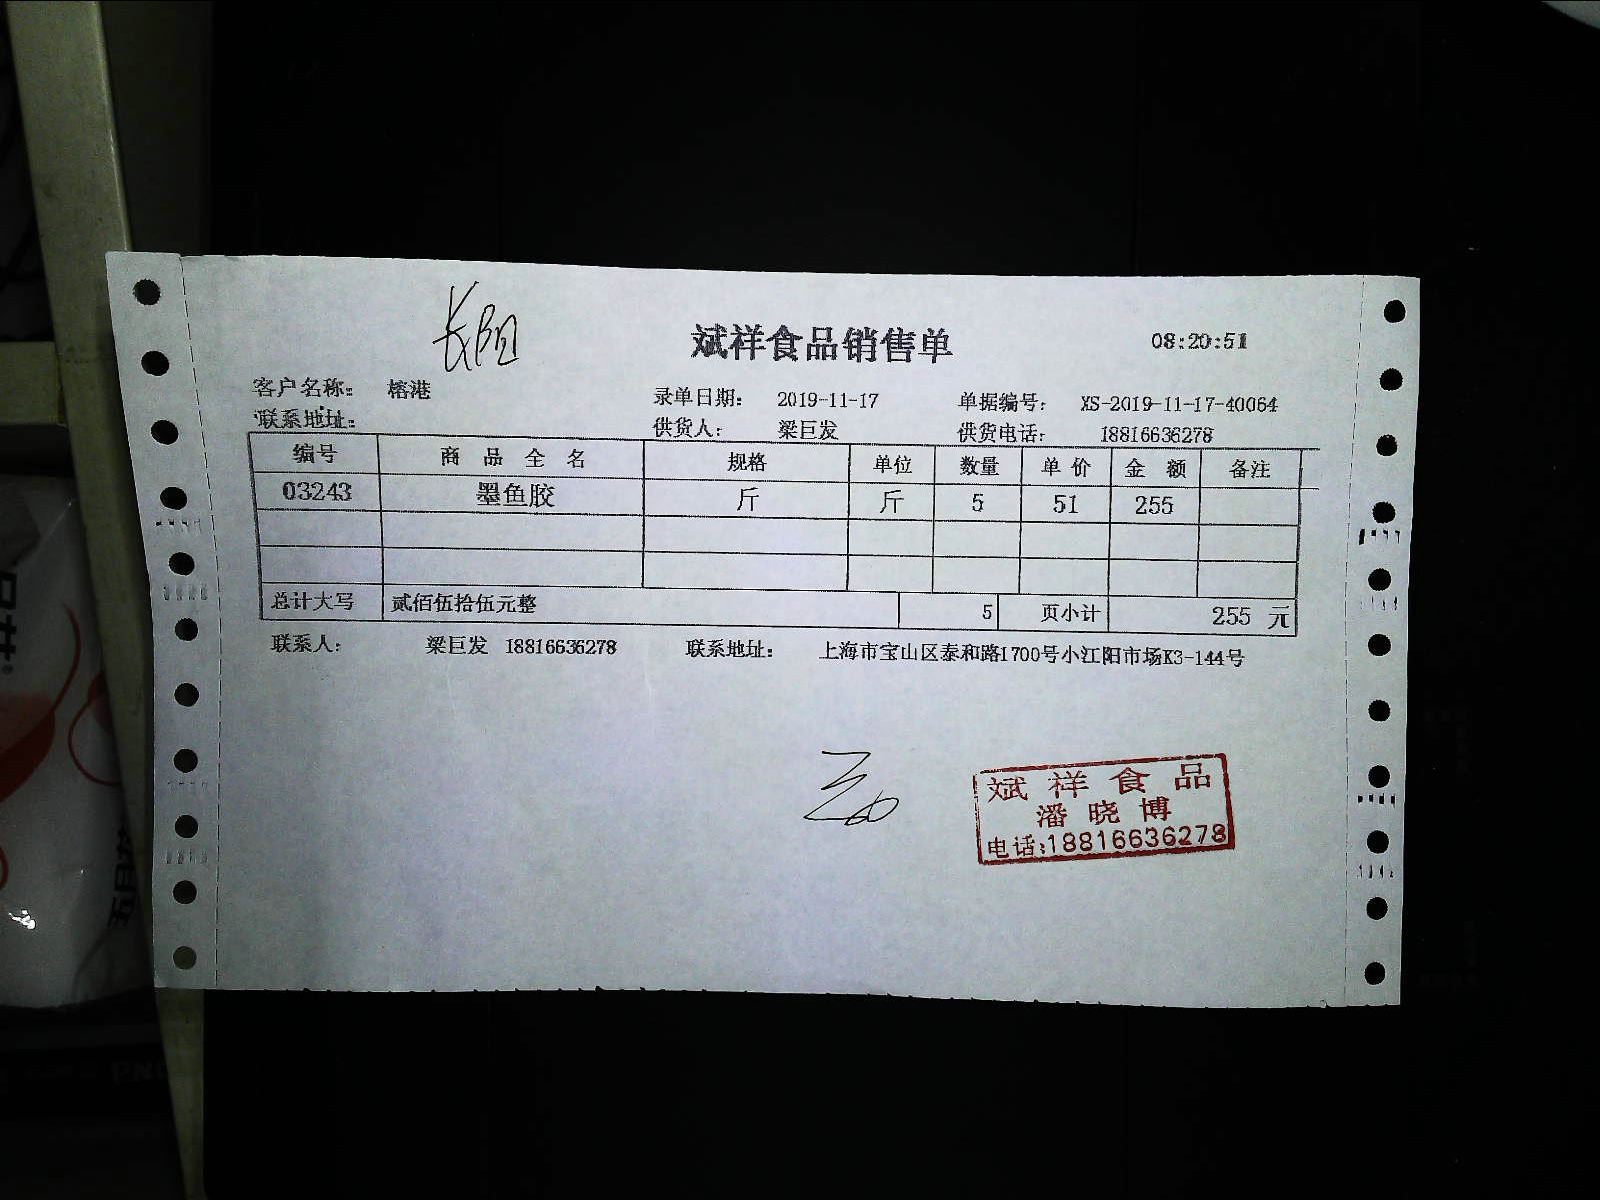 长阳
斌祥食品销售单 08:20:51
客户名称: 榕港 录单日期: 2019-11-17 单据编号: XS-2019-11-17-40064
联系地址: 供货人: 梁巨发 供货电话: 18816636278
编号 商品全名 规格 单位 数量 单价 金额 备注
03243 墨鱼胶 斤 斤 5 51 255
总计大写 贰佰伍拾伍元整 5 页小计 255 元
联系人: 梁巨发 18816636278 联系地址: 上海市宝山区泰和路1700号小江阳市场K3-144号
斌祥食品
潘晓博
电话:18816636278